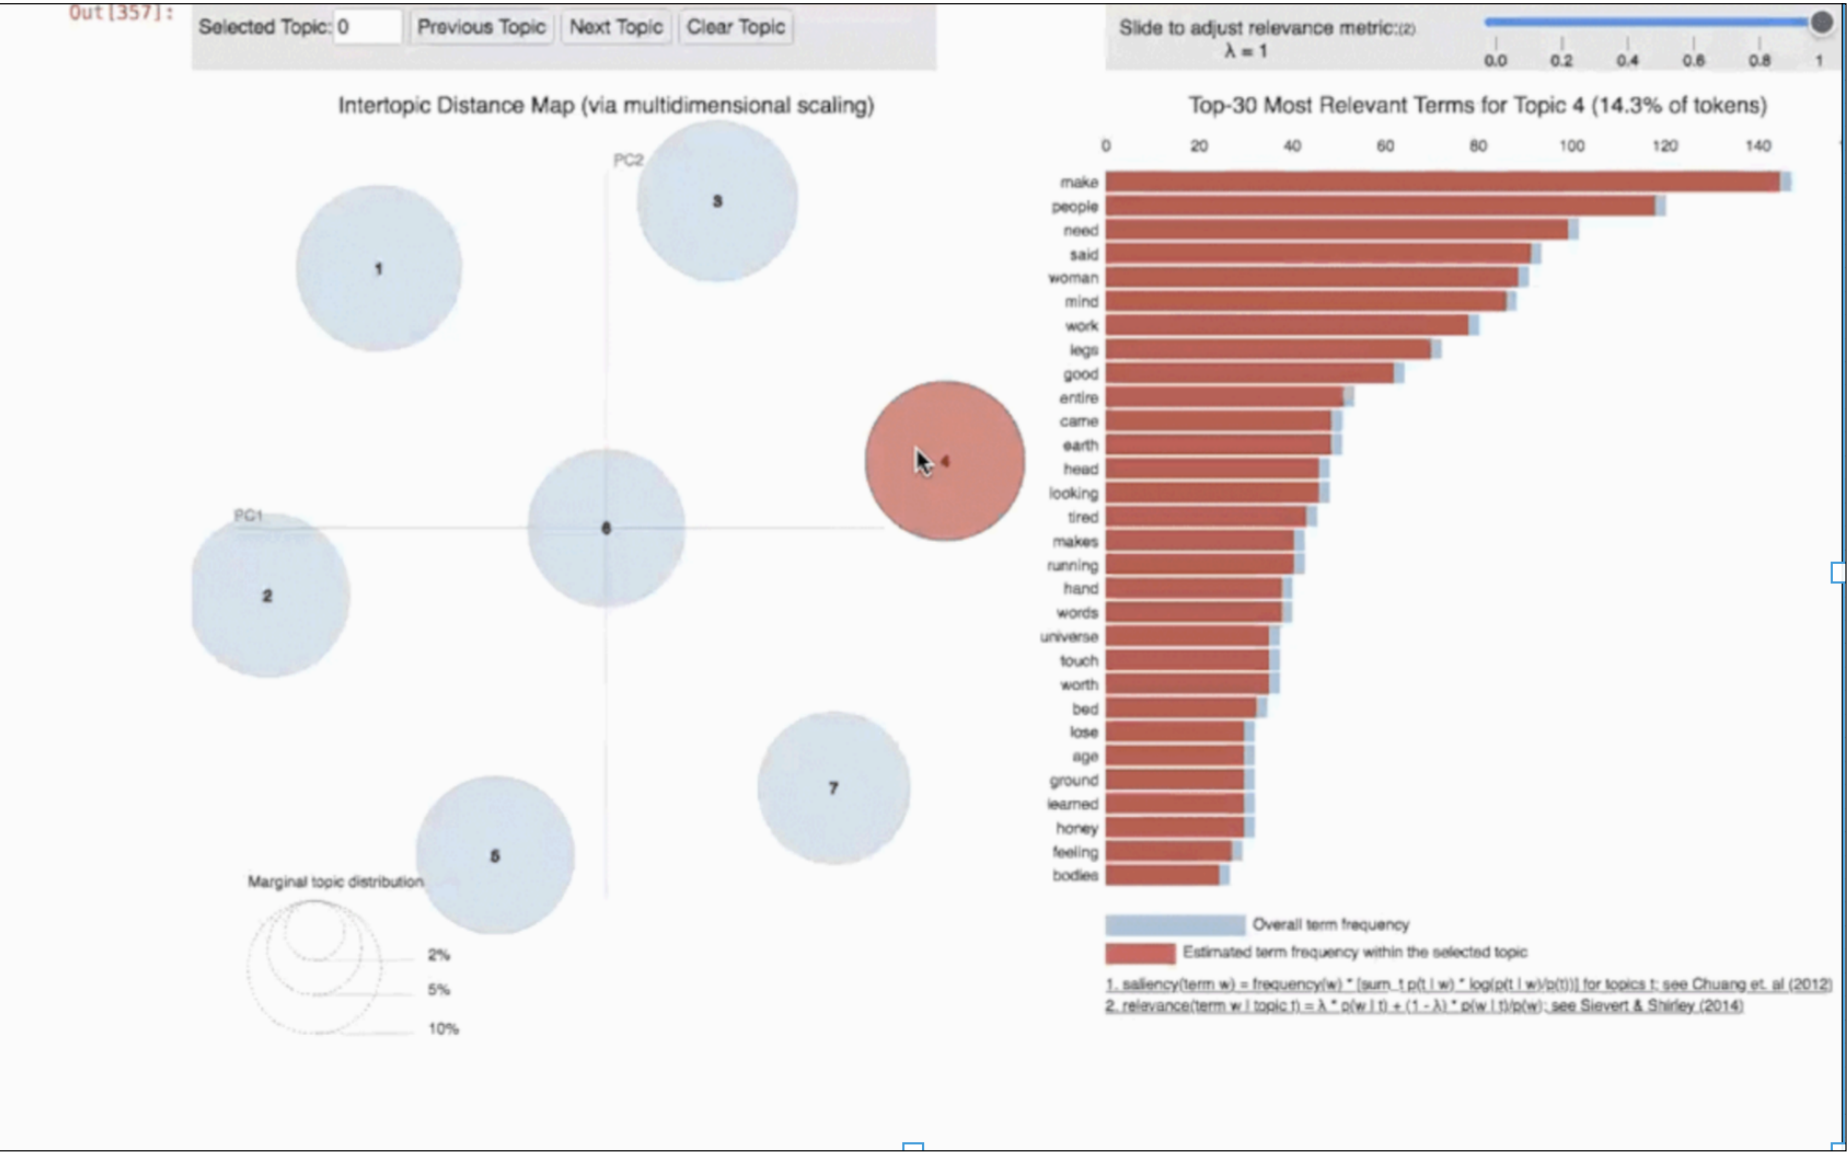 Out[357]:
Selected Topic: 0 Previous Topic Next Topic Clear Topic
Slide to adjust relevance metric:(2)
λ = 1
0.0 0.2 0.4 0.6 0.8 1
Intertopic Distance Map (via multidimensional scaling)
PC2
3
1
4
PC1
6
2
7
5
Marginal topic distribution
2%
5%
10%
Top-30 Most Relevant Terms for Topic 4 (14.3% of tokens)
0 20 40 60 80 100 120 140
make
people
need
said
woman
mind
work
legs
good
entire
came
earth
head
looking
tired
makes
running
hand
words
universe
touch
worth
bed
lose
age
ground
learned
honey
feeling
bodies
Overall term frequency
Estimated term frequency within the selected topic
1. saliency(term w) = frequency(w) * [sum_t p(t | w) * log(p(t | w)/p(t))] for topics t; see Chuang et. al (2012)
2. relevance(term w | topic t) = λ * p(w | t) + (1 - λ) * p(w | t)/p(w); see Sievert & Shirley (2014)